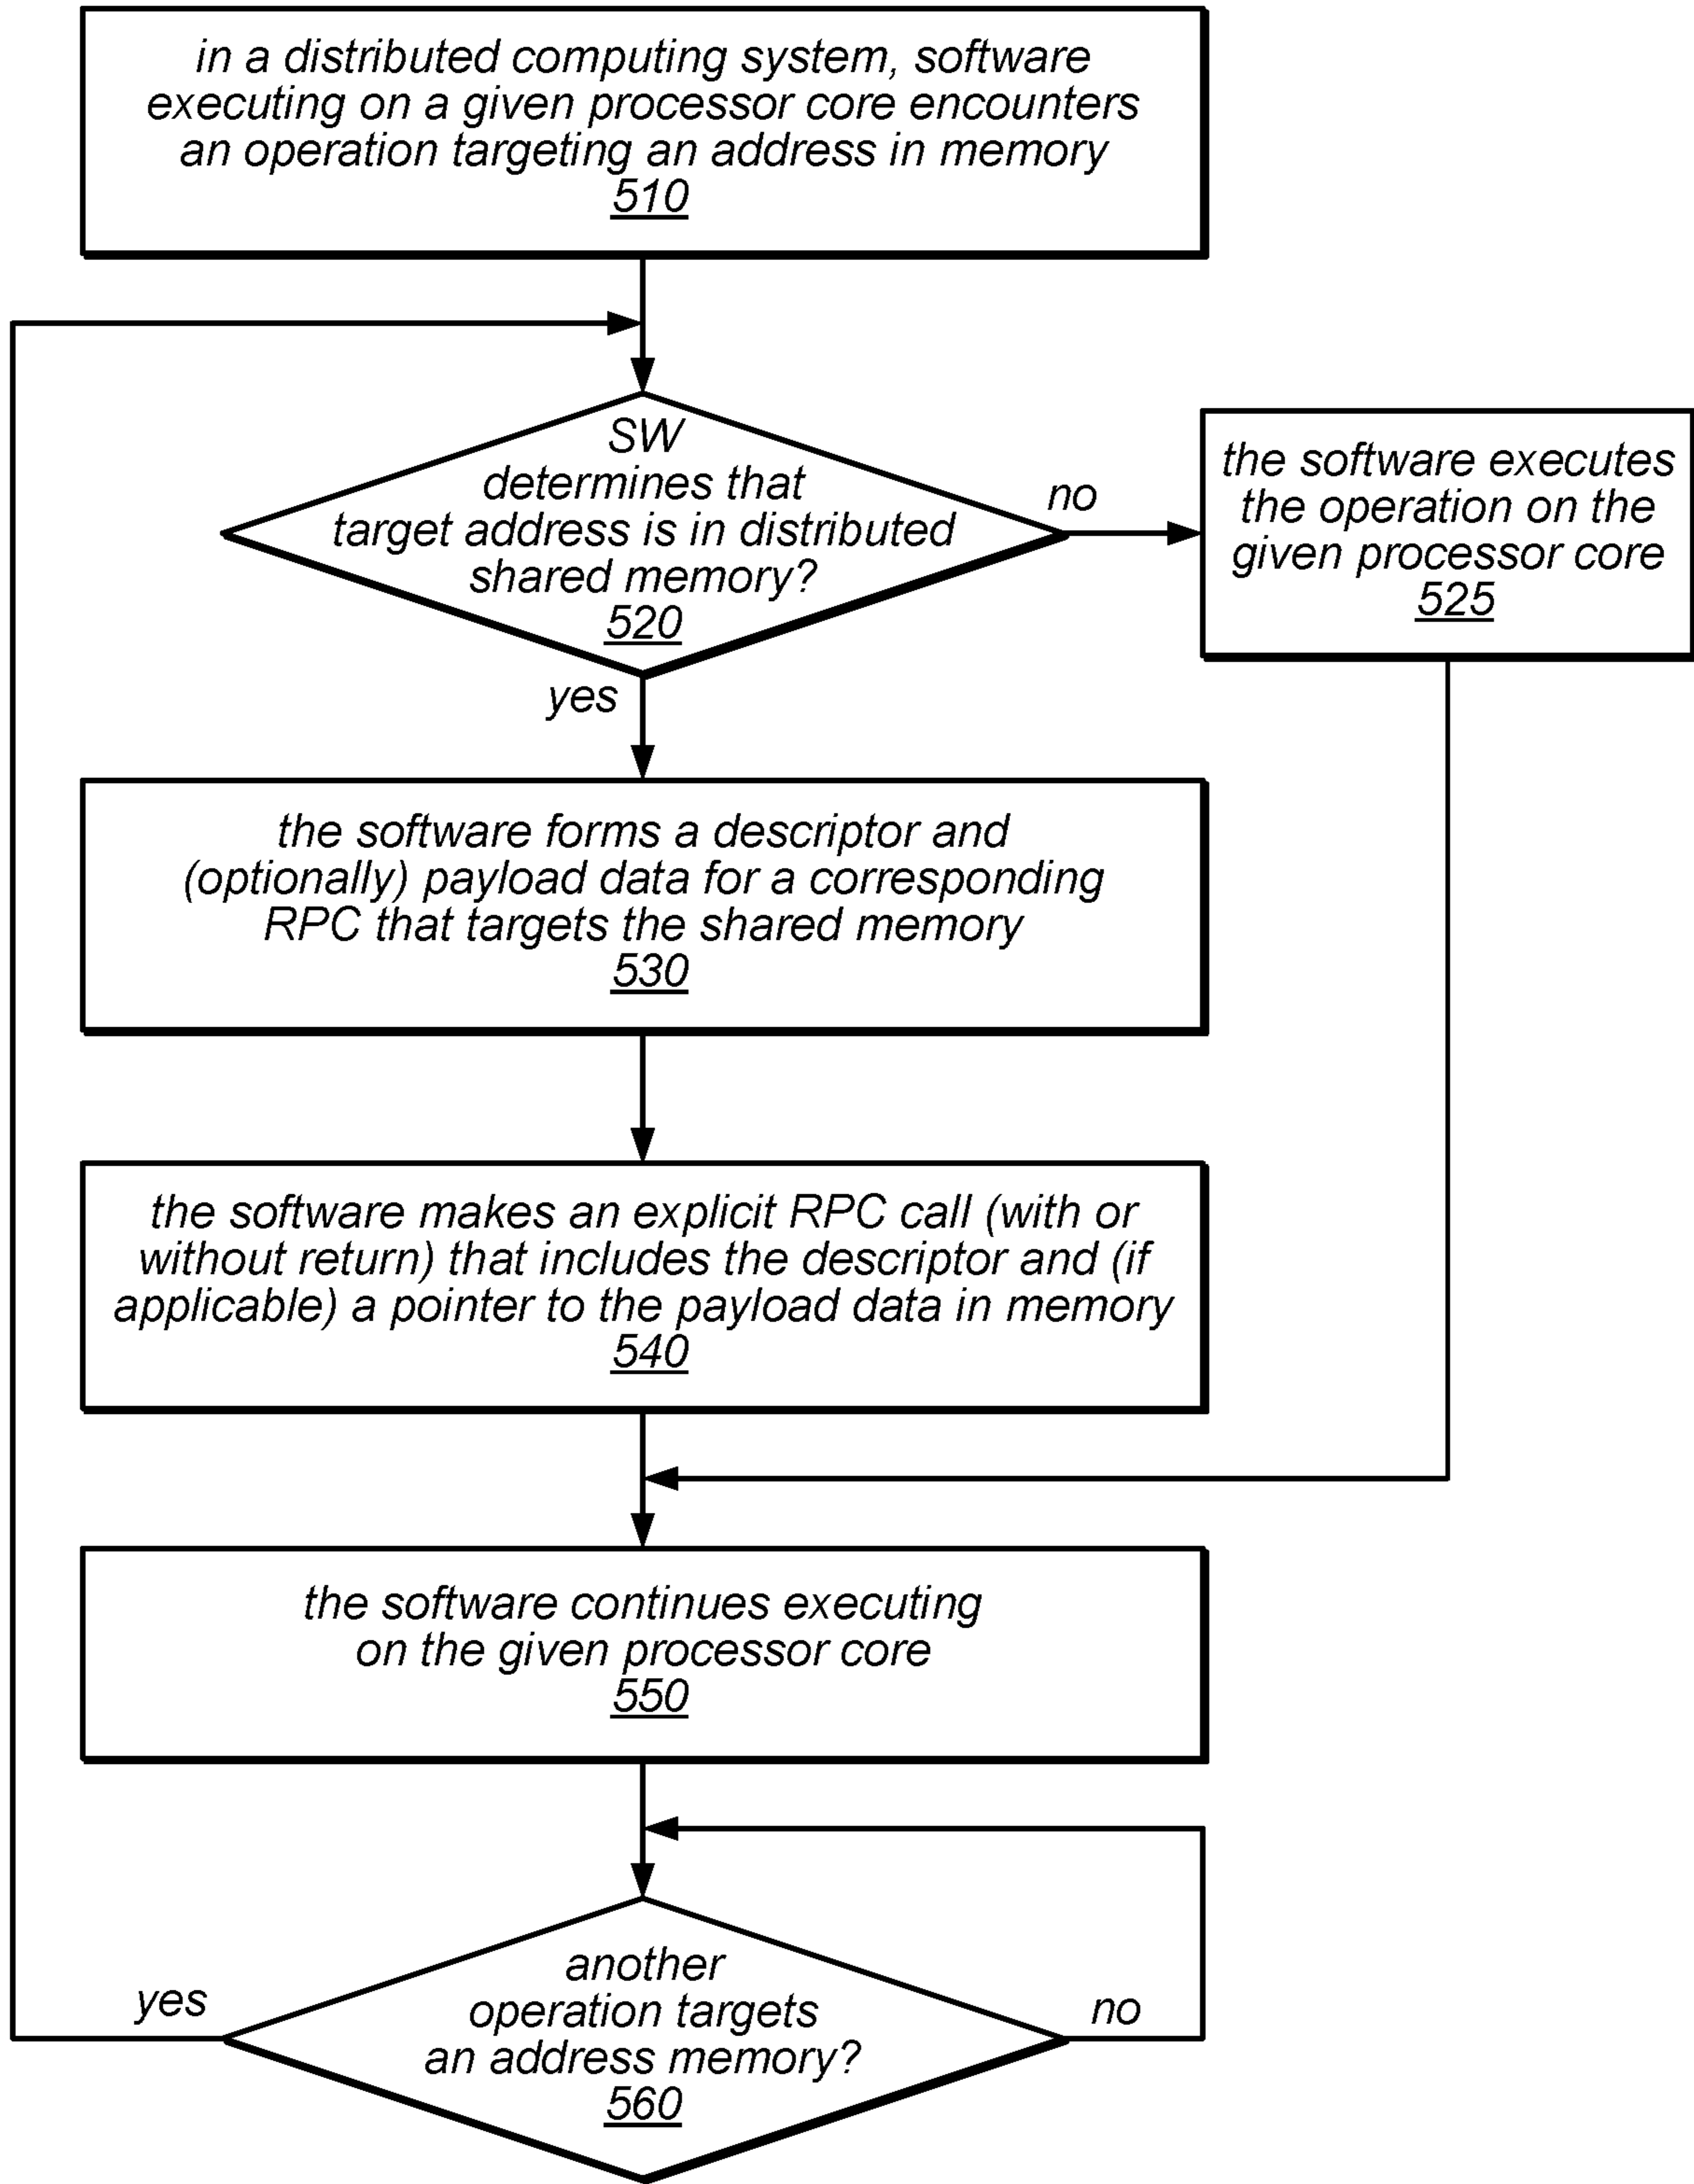 in a distributed computing system, software
executing on a given processor core encounters
an operation targeting an address in memory
510
SW
determines that
target address is in distributed
shared memory?
520
no
the software executes
the operation on the
given processor core
525
yes
the software forms a descriptor and
(optionally) payload data for a corresponding
RPC that targets the shared memory
530
the software makes an explicit RPC call (with or
without return) that includes the descriptor and (if
applicable) a pointer to the payload data in memory
540
the software continues executing
on the given processor core
550
another
operation targets
an address memory?
560
yes
no